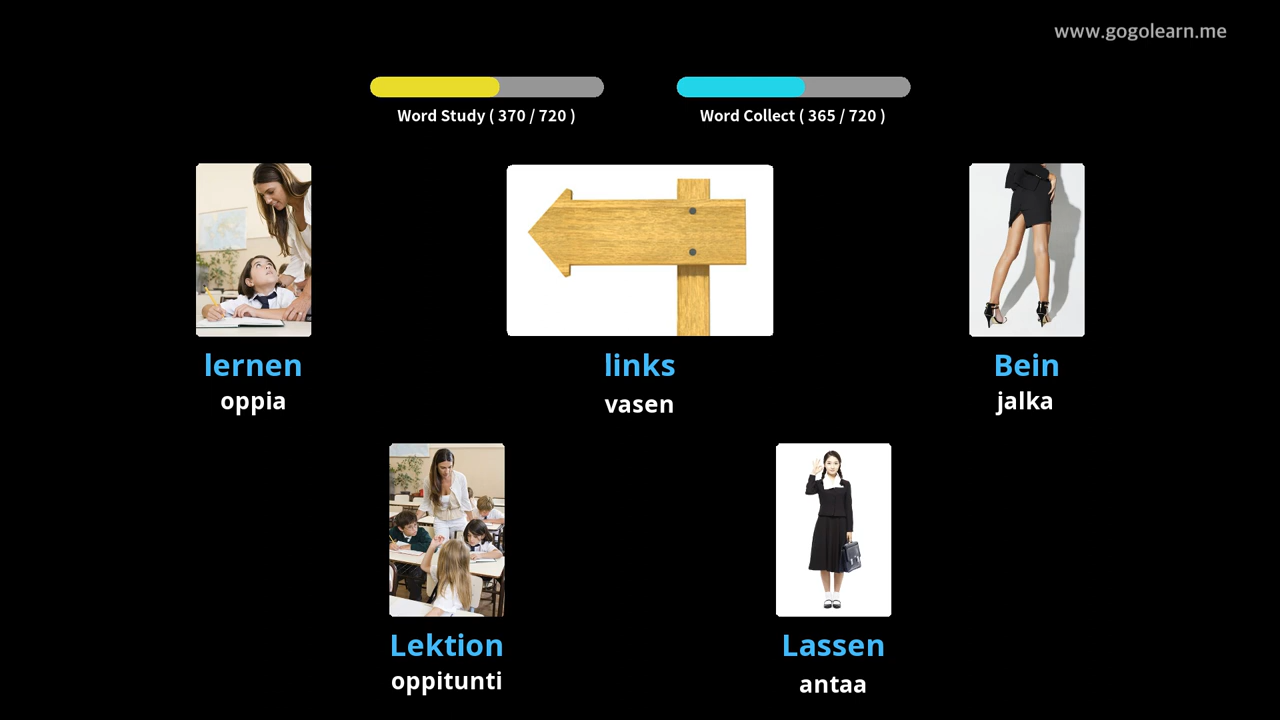 www.gogolearn.me
Word Study ( 370 / 720 )
Word Collect ( 365 / 720 )
lernen
oppia
links
vasen
Bein
jalka
Lektion
oppitunti
Lassen
antaa